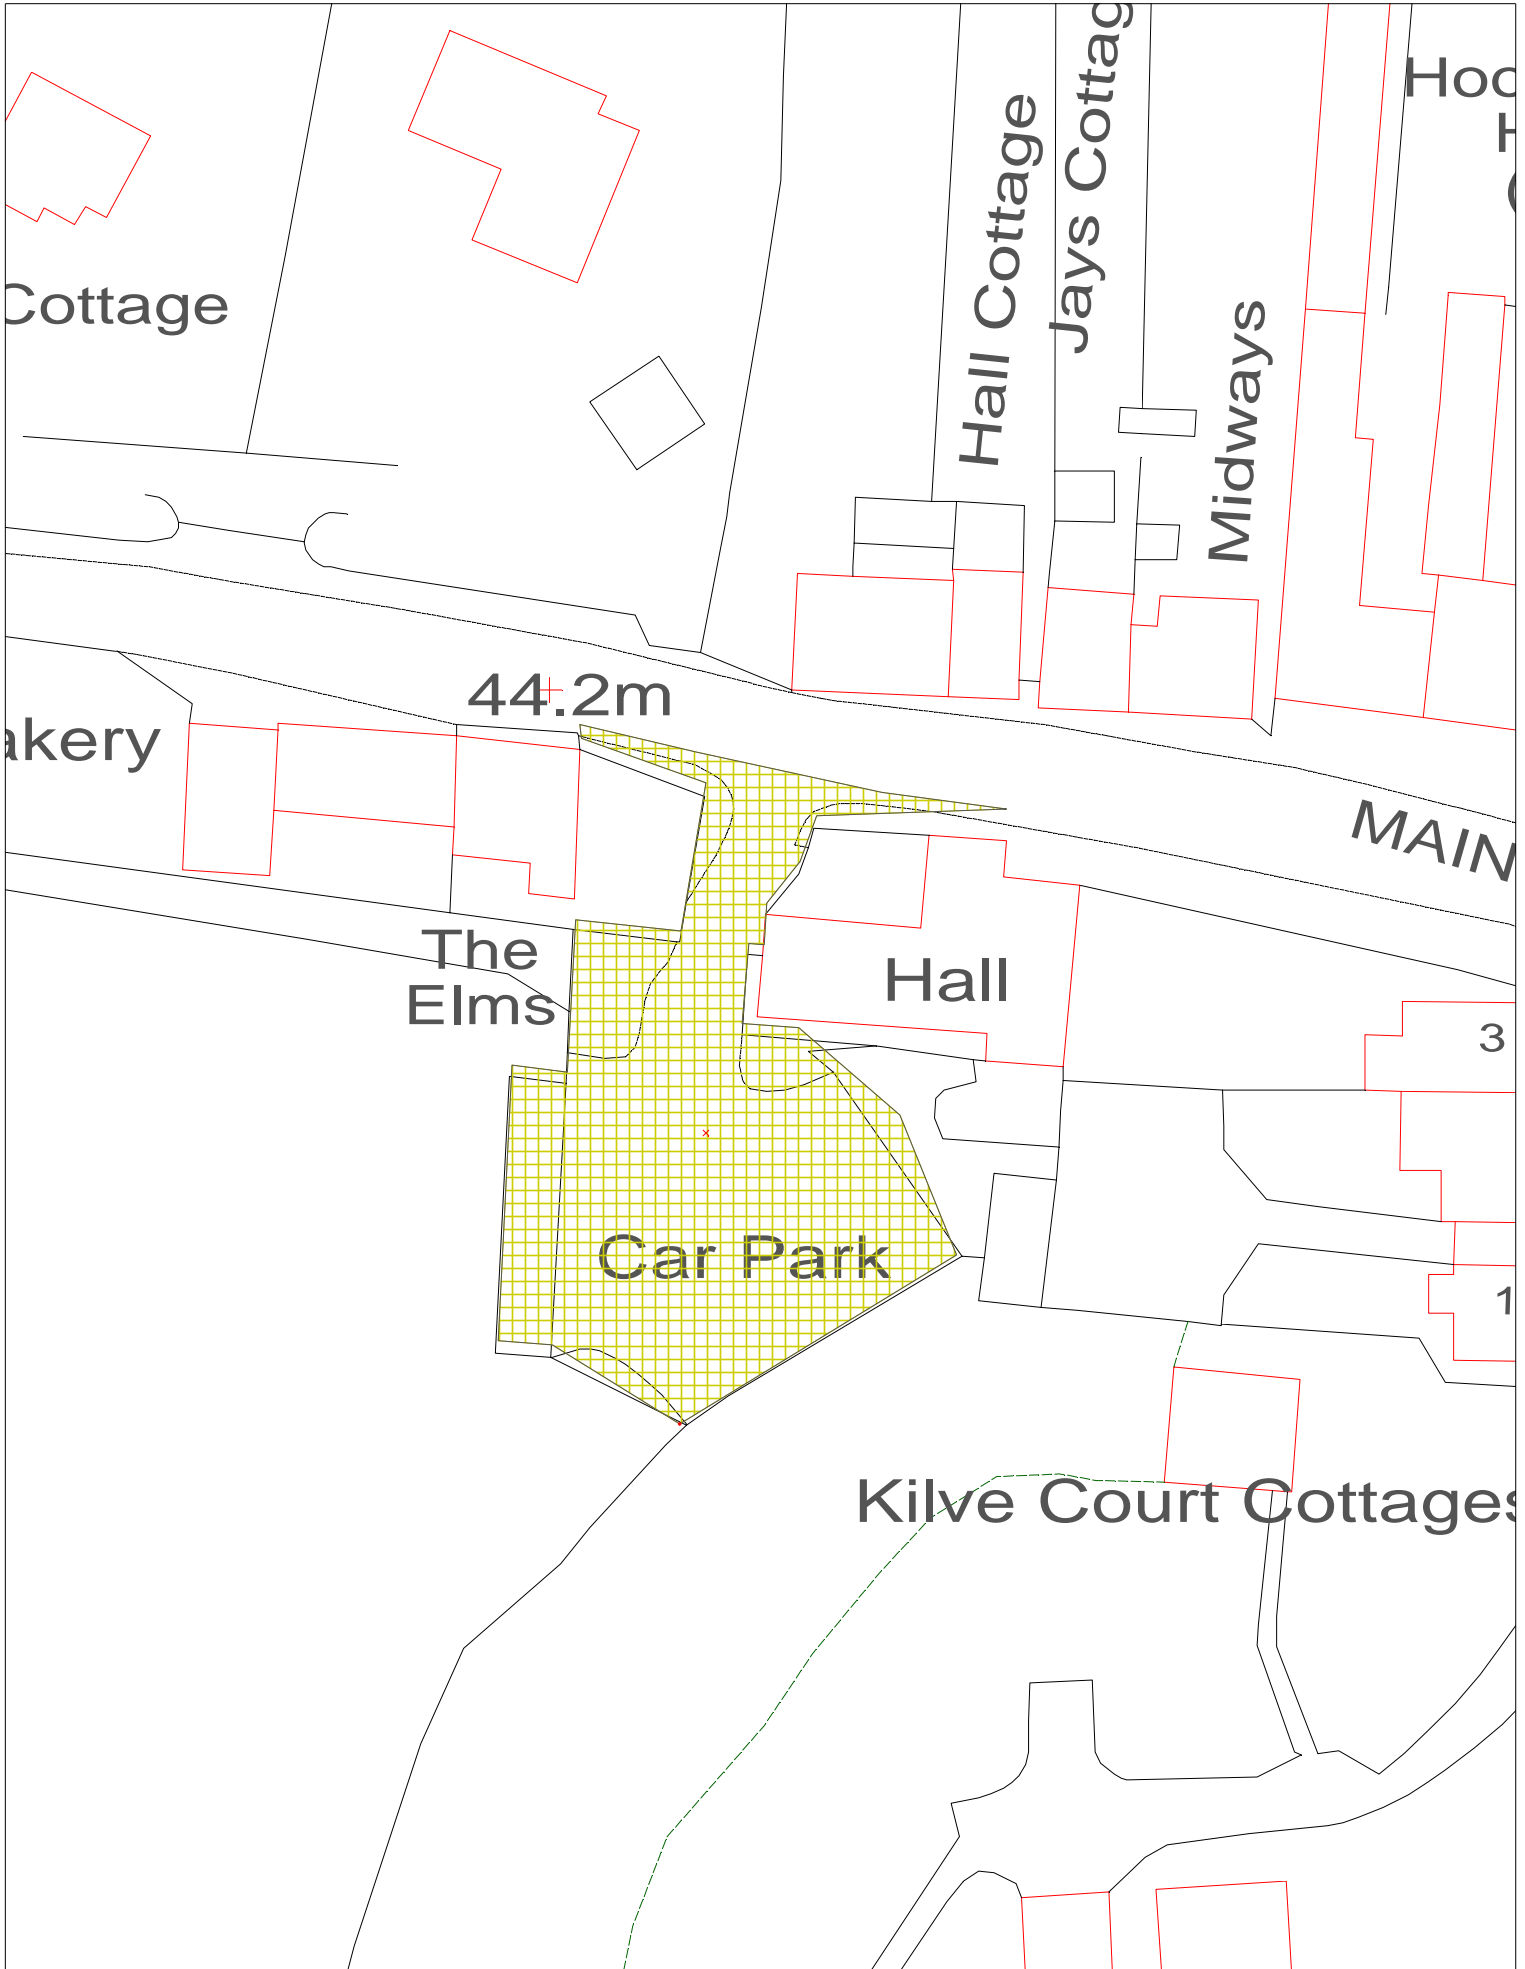 Hall Cottage
Jays Cottag
Midways
Hoo
Cottage
44.2m
akery
MAIN
The
Elms
Hall
3
Car Park
1
Kilve Court Cottages